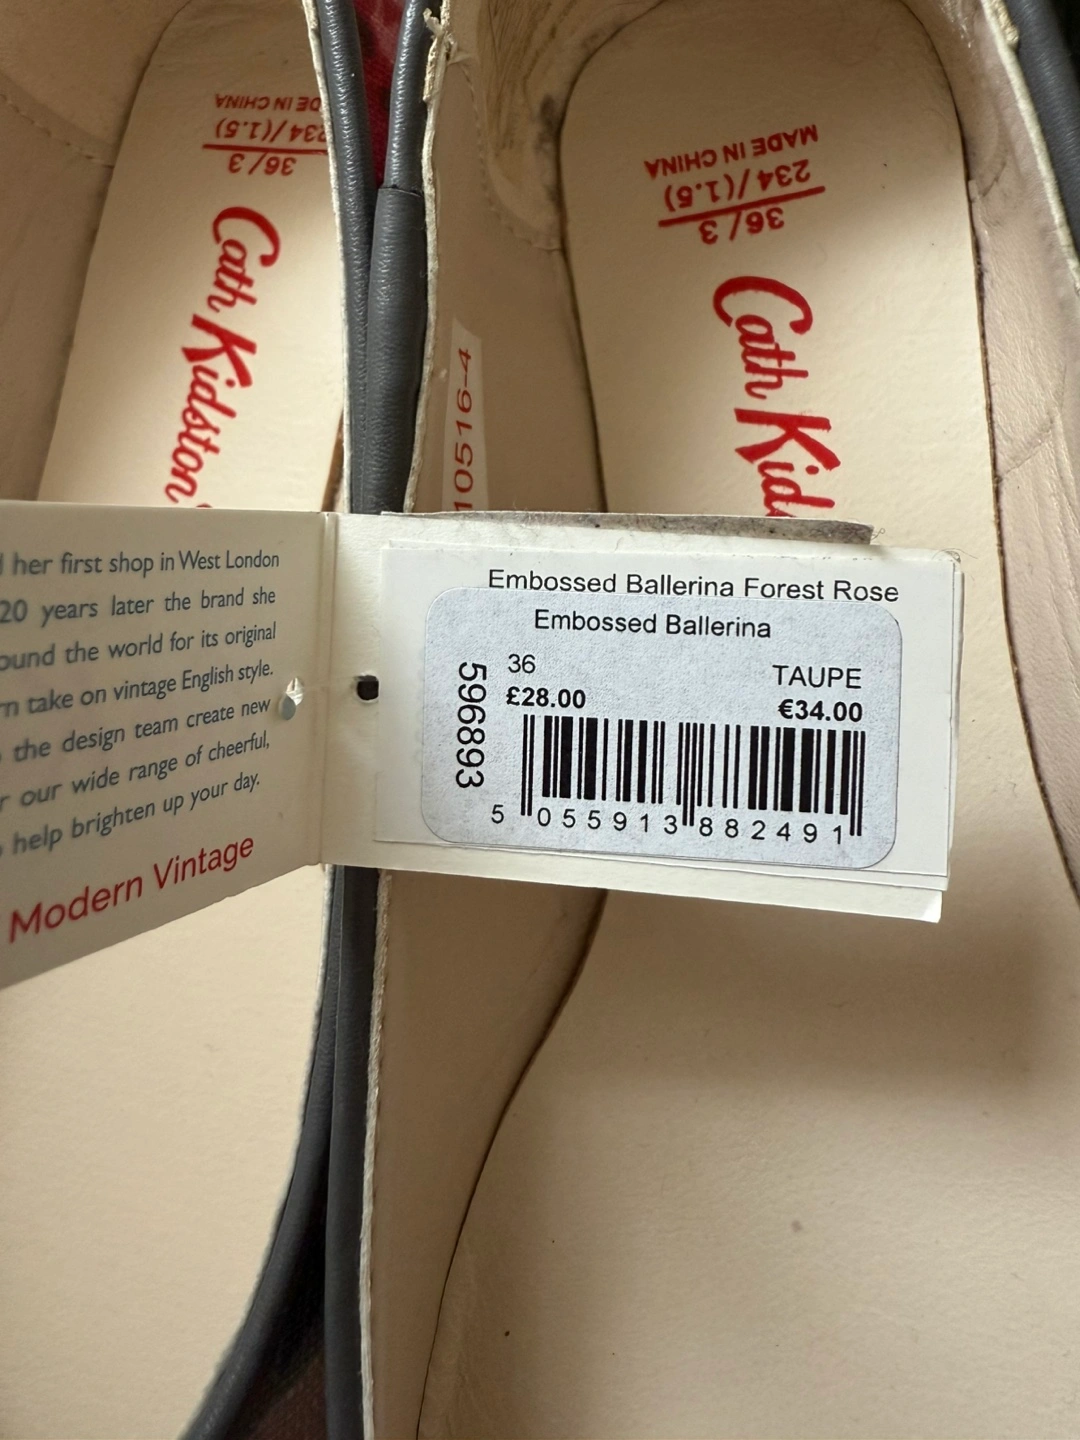 E IN CHINA
234/(1.5)
36/3
Cath Kidston
MADE IN CHINA
234/(1.5)
36/3
Cath Kid
10516-4
her first shop in West London
20 years later the brand she
the world for its original
take on vintage English style.
the design team create new
our wide range of cheerful,
help brighten up your day.
Modern Vintage
Embossed Ballerina Forest Rose
Embossed Ballerina
36
TAUPE
£28.00
€34.00
596893
5 055913 882491